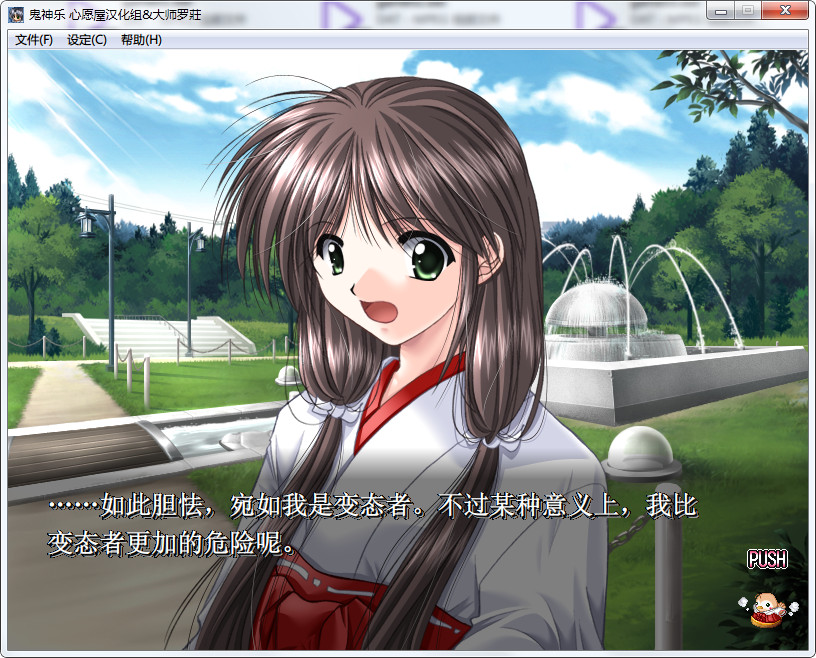 鬼神乐 心愿屋汉化组&大师罗莊
文件(F) 设定(C) 帮助(H)
……如此胆怯，宛如我是变态者。不过某种意义上，我比
变态者更加的危险呢。
PUSH